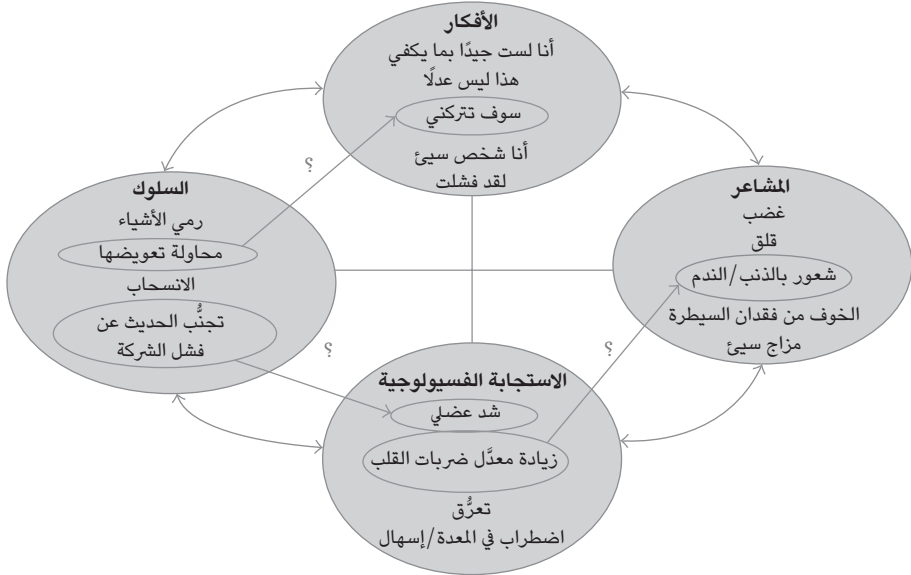 الأفكار
أنا لست جيدًا بما يكفي
هذا ليس عدلًا
سوف تتركني
أنا شخص سيئ
لقد فشلت
؟
المشاعر
غضب
قلق
شعور بالذنب/الندم
الخوف من فقدان السيطرة
مزاج سيئ
السلوك
رمي الأشياء
محاولة تعويضها
الانسحاب
تجنُّب الحديث عن
فشل الشركة
؟
؟
الاستجابة الفسيولوجية
شد عضلي
زيادة معدَّل ضربات القلب
تعرُّق
اضطراب في المعدة/إسهال